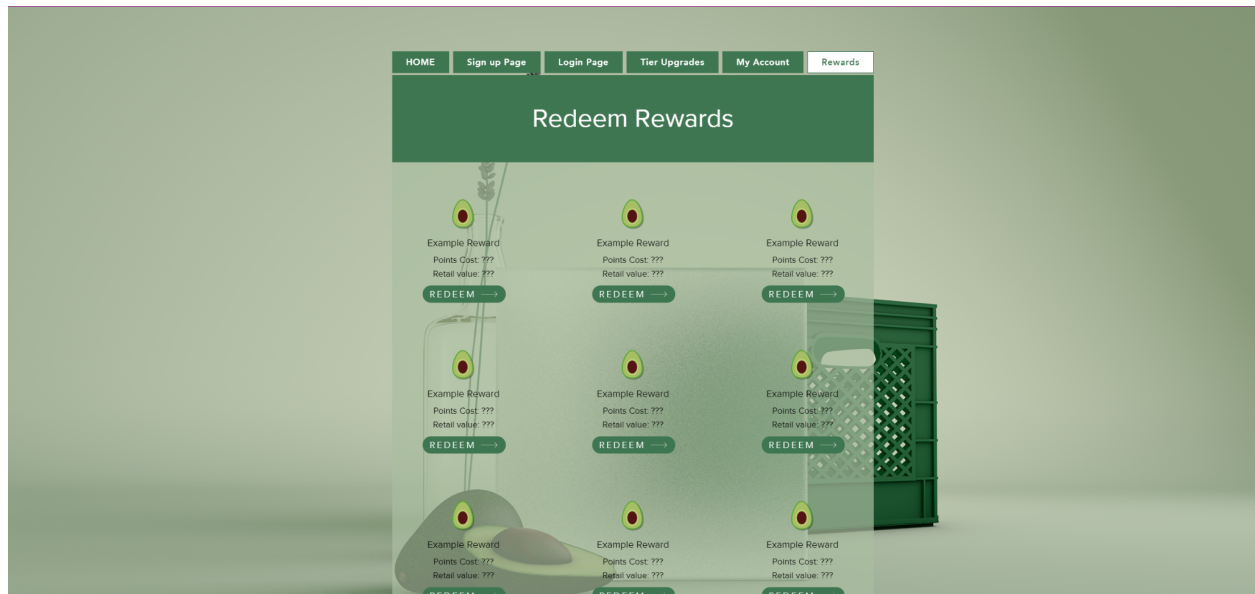 HOME Sign up Page Login Page Tier Upgrades My Account Rewards
Redeem Rewards
Example Reward Example Reward Example Reward
Points Cost: ??? Points Cost: ??? Points Cost: ???
Retail value: ??? Retail value: ??? Retail value: ???
REDEEM REDEEM REDEEM
Example Reward Example Reward Example Reward
Points Cost: ??? Points Cost: ??? Points Cost: ???
Retail value: ??? Retail value: ??? Retail value: ???
REDEEM REDEEM REDEEM
Example Reward Example Reward Example Reward
Points Cost: ??? Points Cost: ??? Points Cost: ???
Retail value: ??? Retail value: ??? Retail value: ???
REDEEM REDEEM REDEEM